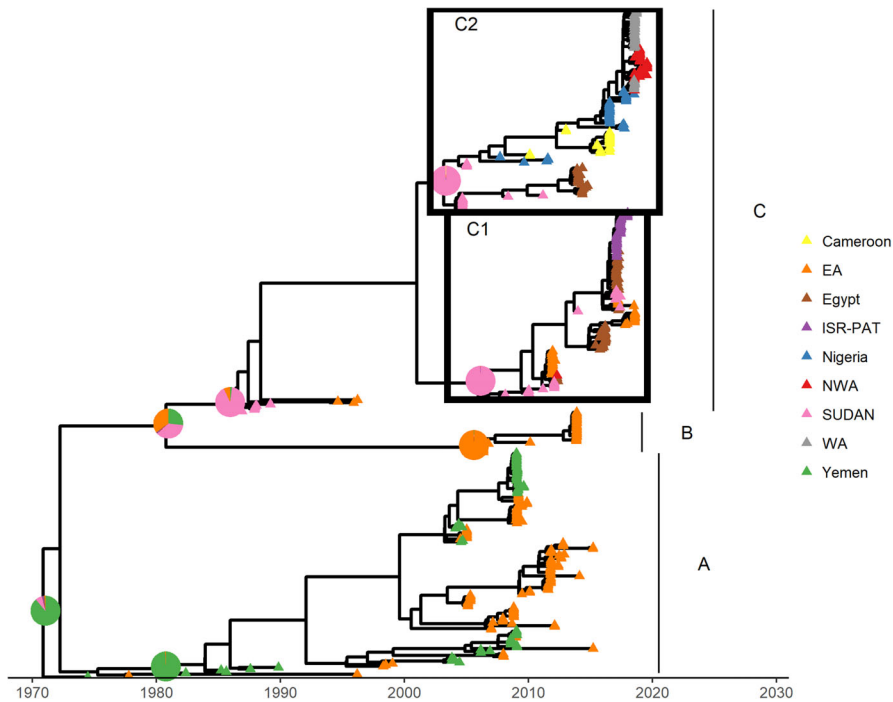 C2
C
C1
Cameroon
EA
Egypt
ISR-PAT
Nigeria
NWA
SUDAN
WA
Yemen
B
A
1970 1980 1990 2000 2010 2020 2030